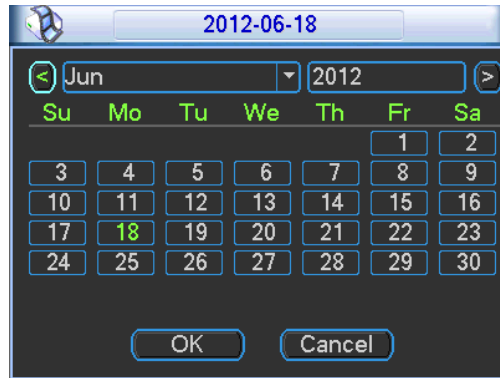 2012-06-18
< Jun 2012 >
Su Mo Tu We Th Fr Sa
1 2
3 4 5 6 7 8 9
10 11 12 13 14 15 16
17 18 19 20 21 22 23
24 25 26 27 28 29 30
OK Cancel